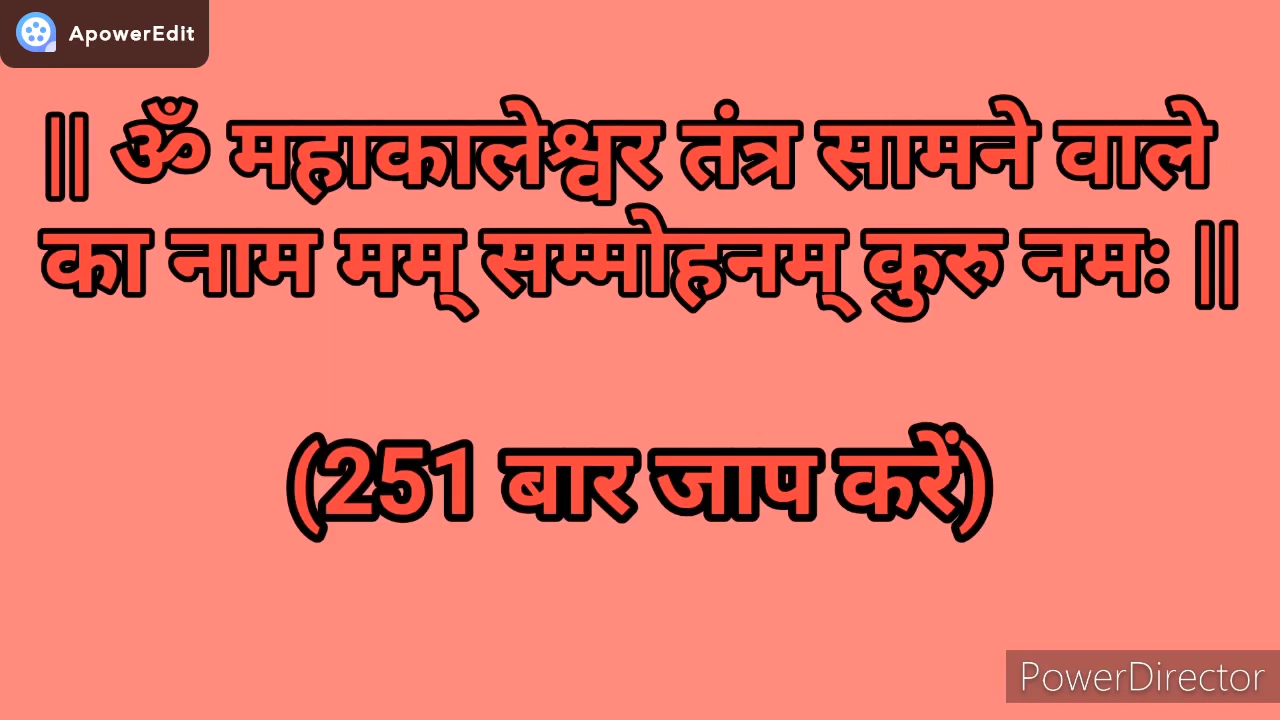 ApowerEdit
|| ॐ महाकालेश्वर तंत्र सामने वाले
का नाम मम् सम्मोहनम् कुरु नमः ||
(251 बार जाप करें)
PowerDirector